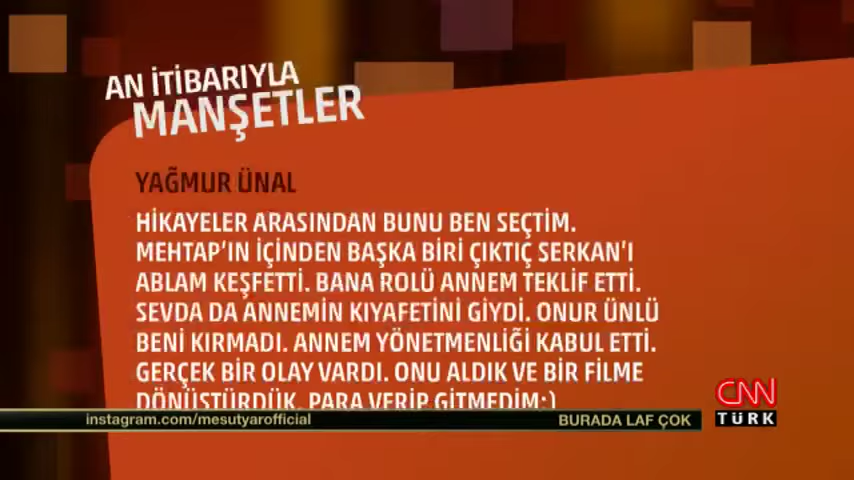 AN İTİBARIYLA
MANŞETLER
YAĞMUR ÜNAL
HİKAYELER ARASINDAN BUNU BEN SEÇTİM.
MEHTAP'IN İÇİNDEN BAŞKA BİRİ ÇIKTIÇ SERKAN'I
ABLAM KEŞFETTİ. BANA ROLÜ ANNEM TEKLİF ETTİ.
SEVDA DA ANNEMİN KIYAFETİNİ GİYDİ. ONUR ÜNLÜ
BENİ KIRMADI. ANNEM YÖNETMENLİĞİ KABUL ETTİ.
GERÇEK BİR OLAY VARDI. ONU ALDIK VE BİR FİLME
DÖNÜŞTÜRDÜK. PARA VERİP GİTMEDİM:)
instagram.com/mesutyarofficial
BURADA LAF ÇOK
CNN
TÜRK